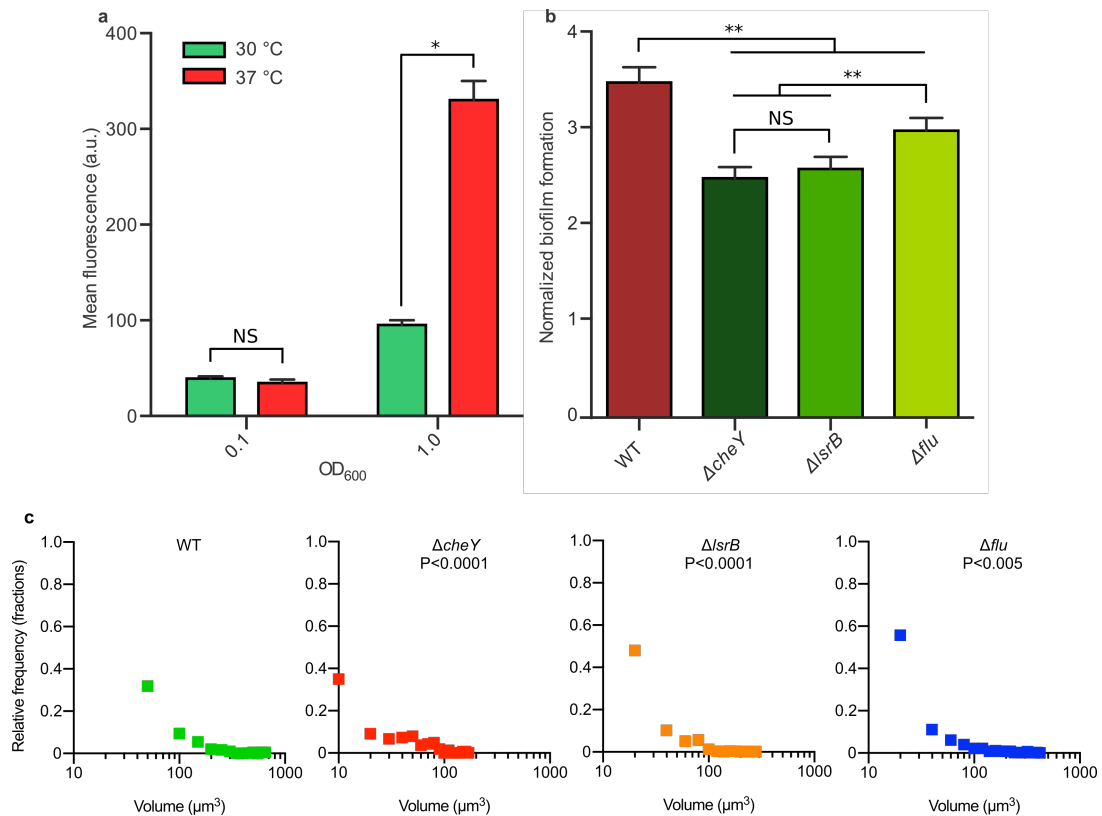 a
400
300
200
100
0
Mean fluorescence (a.u.)
30 °C
37 °C
NS
*
0.1
1.0
OD600
b
4
3
2
1
0
Normalized biofilm formation
**
**
NS
WT
ΔcheY
ΔlsrB
Δflu
c
Relative frequency (fractions)
WT
1.0
0.8
0.6
0.4
0.2
0
10
100
1000
Volume (µm³)
ΔcheY
P<0.0001
1.0
0.8
0.6
0.4
0.2
0
10
100
1000
Volume (µm³)
ΔlsrB
P<0.0001
1.0
0.8
0.6
0.4
0.2
0
10
100
1000
Volume (µm³)
Δflu
P<0.005
1.0
0.8
0.6
0.4
0.2
0
10
100
1000
Volume (µm³)